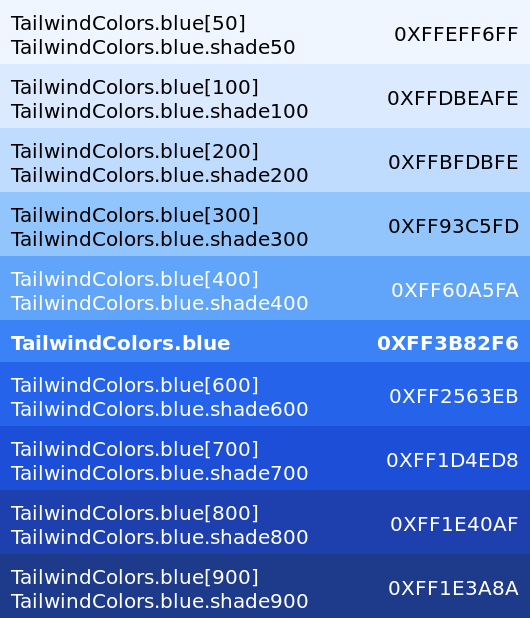 TailwindColors.blue[50]
TailwindColors.blue.shade50
0XFFEFF6FF
TailwindColors.blue[100]
TailwindColors.blue.shade100
0XFFDBEAFE
TailwindColors.blue[200]
TailwindColors.blue.shade200
0XFFBFDBFE
TailwindColors.blue[300]
TailwindColors.blue.shade300
0XFF93C5FD
TailwindColors.blue[400]
TailwindColors.blue.shade400
0XFF60A5FA
TailwindColors.blue
0XFF3B82F6
TailwindColors.blue[600]
TailwindColors.blue.shade600
0XFF2563EB
TailwindColors.blue[700]
TailwindColors.blue.shade700
0XFF1D4ED8
TailwindColors.blue[800]
TailwindColors.blue.shade800
0XFF1E40AF
TailwindColors.blue[900]
TailwindColors.blue.shade900
0XFF1E3A8A